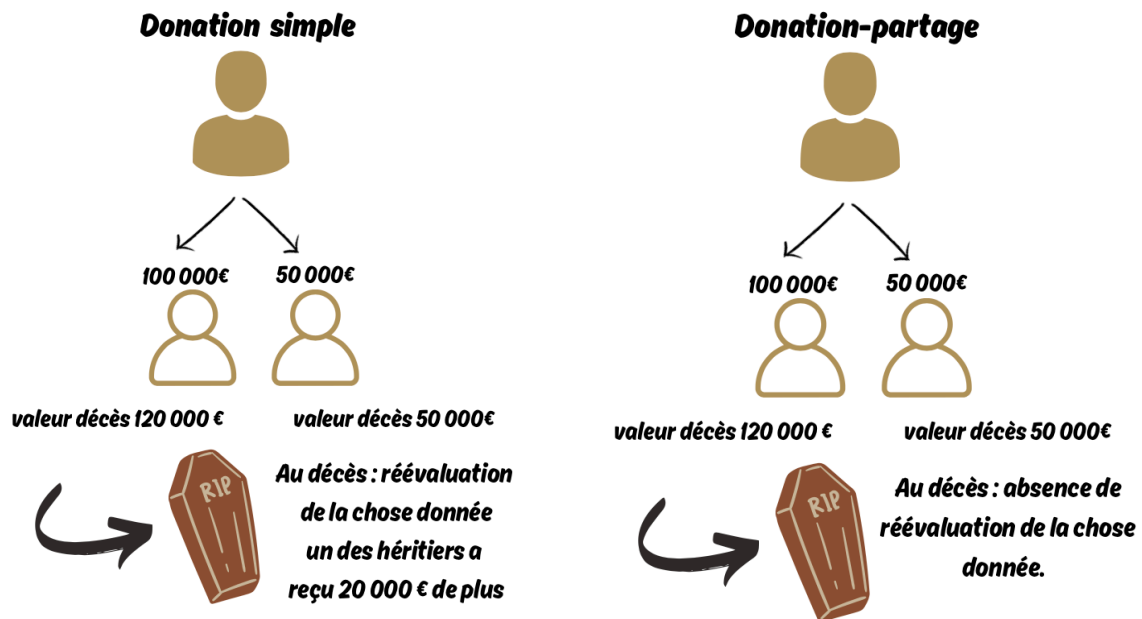 Donation simple
100 000€
50 000€
valeur décès 120 000 €
valeur décès 50 000€
RIP
Au décès : réévaluation
de la chose donnée
un des héritiers a
reçu 20 000 € de plus
Donation-partage
100 000€
50 000€
valeur décès 120 000 €
valeur décès 50 000€
RIP
Au décès : absence de
réévaluation de la chose
donnée.